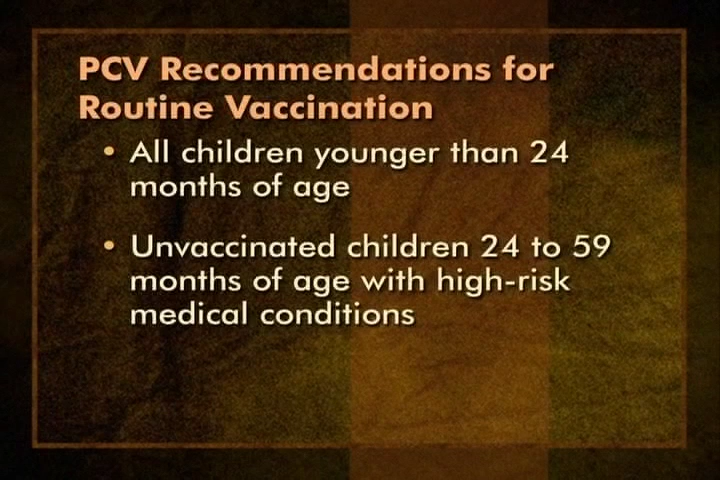 PCV Recommendations for
Routine Vaccination
• All children younger than 24
months of age
• Unvaccinated children 24 to 59
months of age with high-risk
medical conditions